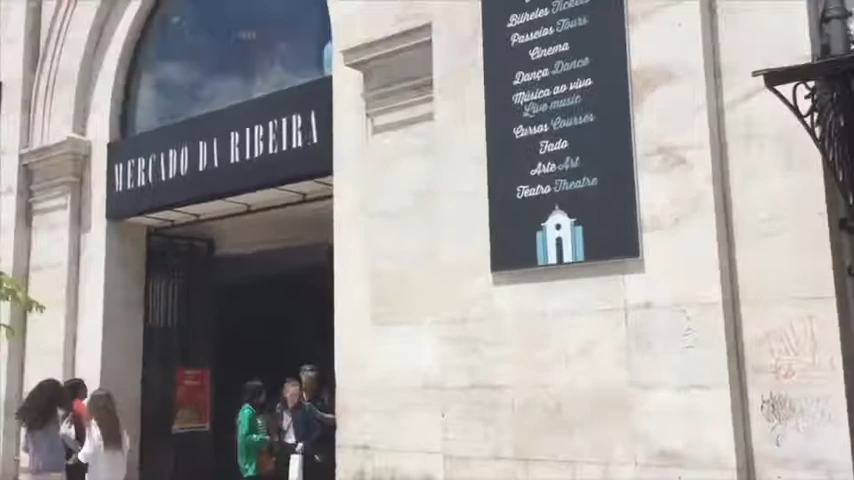 MERCADO DA RIBEIRA
Bilhetes Tickets
Passeios Tours
Cinema
Dança Dance
Música ao vivo
Live music
Cursos Courses
Fado
Arte Art
Teatro Theatre